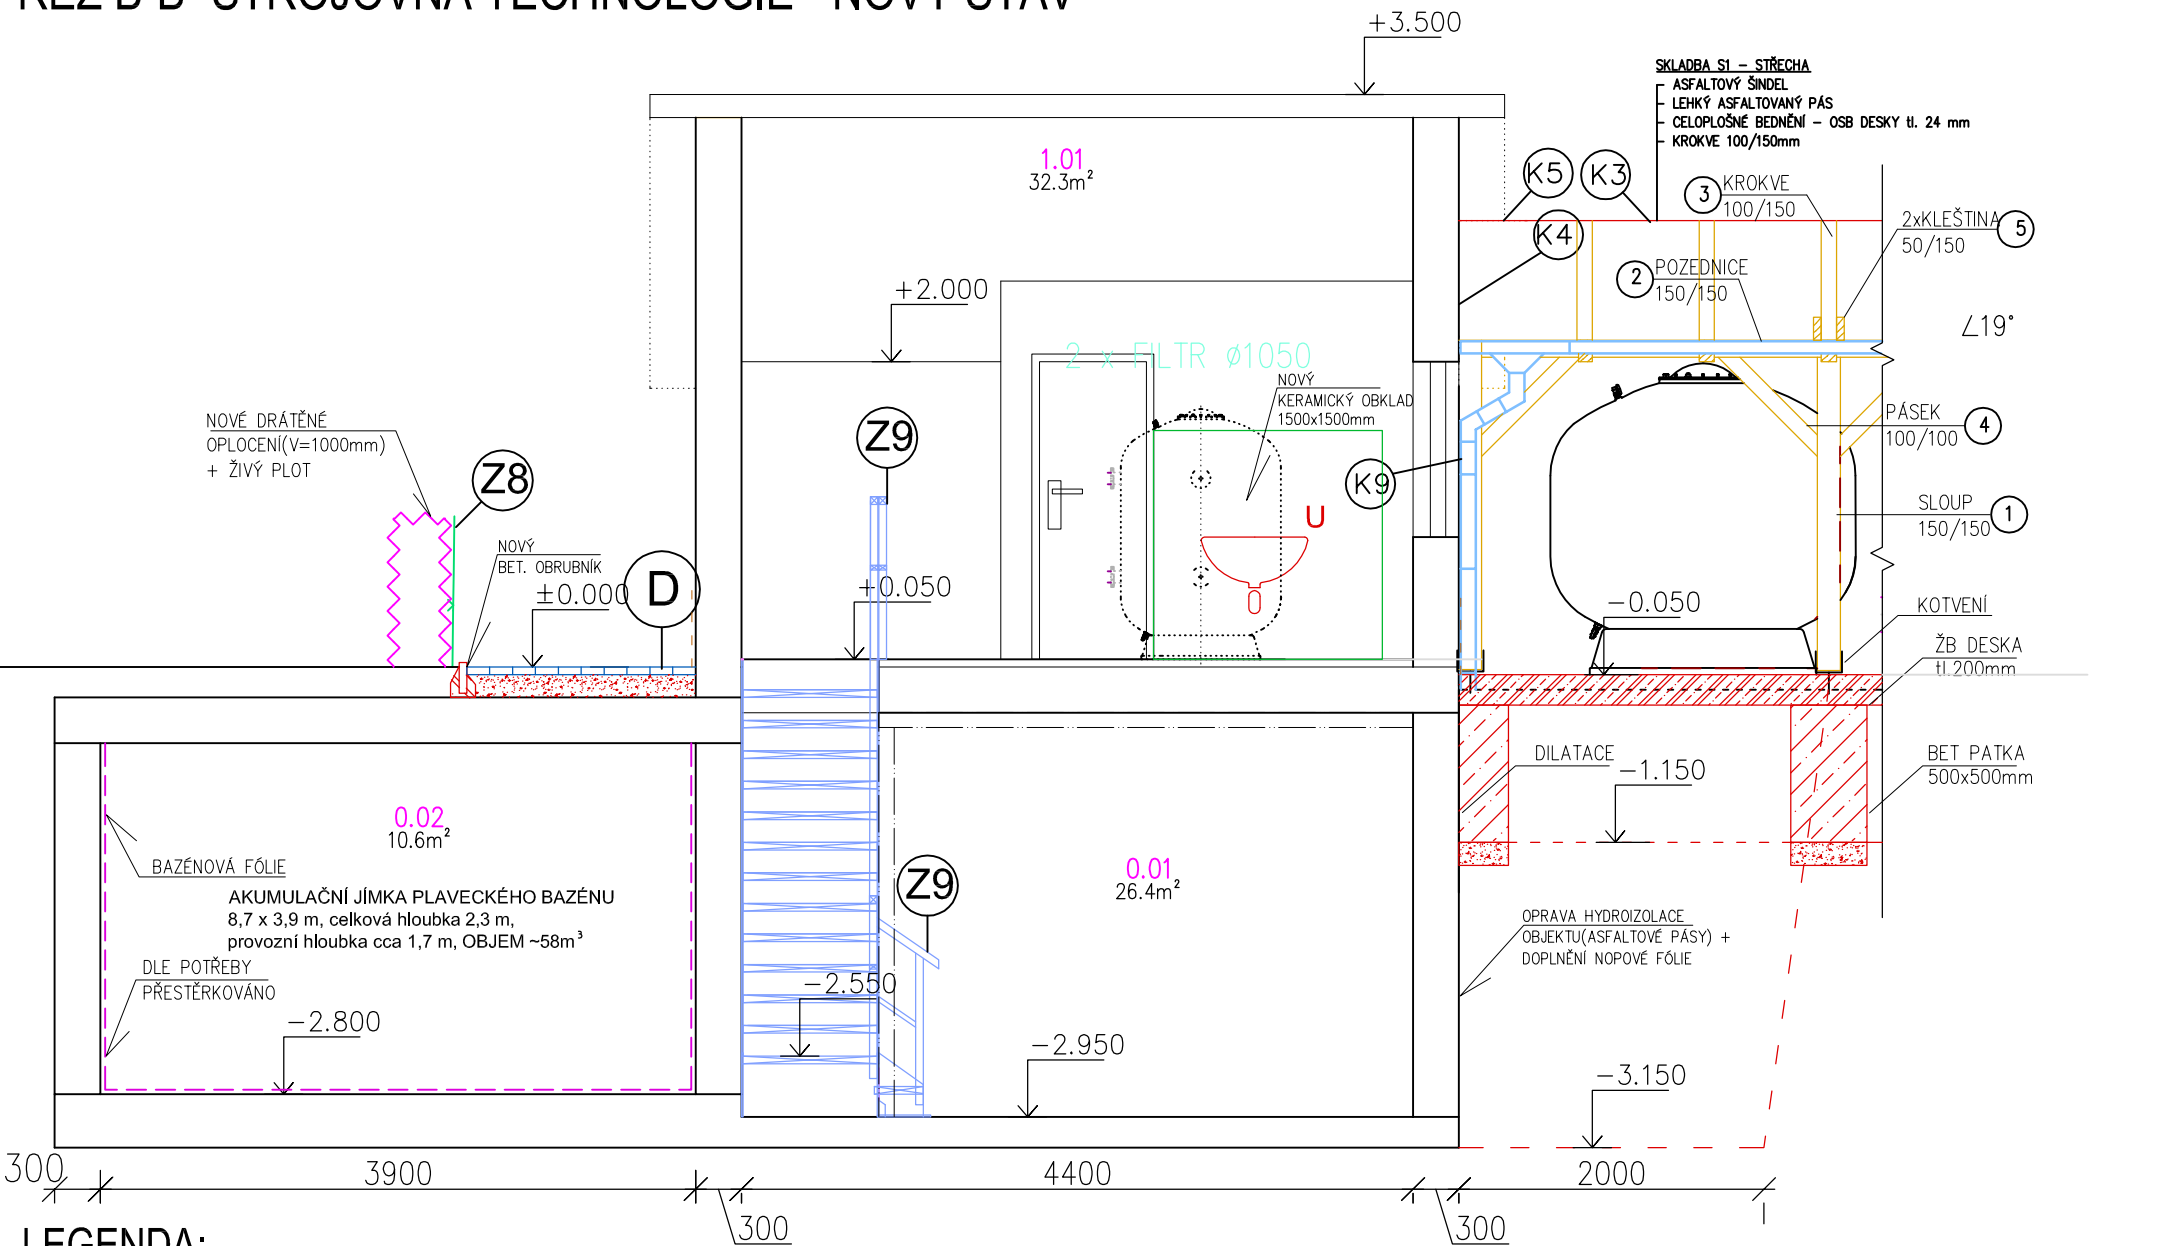 ŘEZ B-B' STROJOVNA TECHNOLOGIE - NOVÝ STAV
+3.500
SKLADBA S1 – STŘECHA
- ASFALTOVÝ ŠINDEL
- LEHKÝ ASFALTOVANÝ PÁS
- CELOPLOŠNÉ BEDNĚNÍ – OSB DESKY tl. 24 mm
- KROKVE 100/150mm
1.01
32.3m²
K5
K3
3
KROKVE
100/150
2xKLEŠTINA
50/150
5
K4
2
POZEDNICE
150/150
+2.000
∠19°
2 x FILTR ø1050
NOVÝ
KERAMICKÝ OBKLAD
1500x1500mm
NOVÉ DRÁTĚNÉ
OPLOCENÍ(V=1000mm)
+ ŽIVÝ PLOT
Z8
Z9
K9
PÁSEK
100/100
4
SLOUP
150/150
1
U
NOVÝ
BET. OBRUBNÍK
±0.000
D
+0.050
-0.050
KOTVENÍ
ŽB DESKA
tl.200mm
DILATACE
-1.150
BET PATKA
500x500mm
0.02
10.6m²
BAZÉNOVÁ FÓLIE
AKUMULAČNÍ JÍMKA PLAVECKÉHO BAZÉNU
8,7 x 3,9 m, celková hloubka 2,3 m,
provozní hloubka cca 1,7 m, OBJEM ~58m³
0.01
26.4m²
Z9
OPRAVA HYDROIZOLACE
OBJEKTU(ASFALTOVÉ PÁSY) +
DOPLNĚNÍ NOPOVÉ FÓLIE
DLE POTŘEBY
PŘESTĚRKOVÁNO
-2.550
-2.800
-2.950
-3.150
300
3900
300
4400
300
2000
LEGENDA: